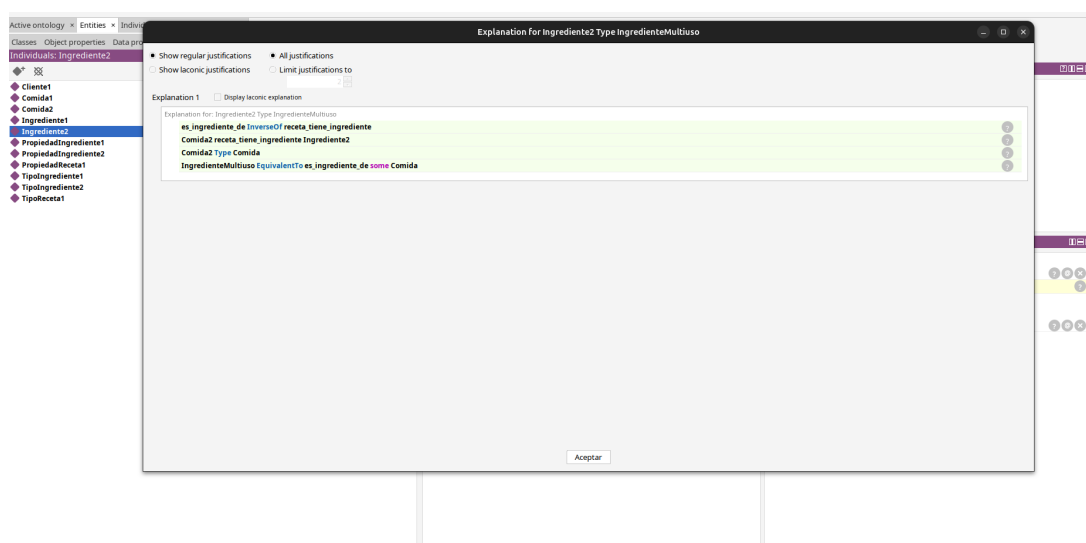 Active ontology × Entities × Individ
Classes Object properties Data pro
Individuals: Ingrediente2
Cliente1
Comida1
Comida2
Ingrediente1
Ingrediente2
PropiedadIngrediente1
PropiedadIngrediente2
PropiedadReceta1
TipoIngrediente1
TipoIngrediente2
TipoReceta1
Explanation for Ingrediente2 Type IngredienteMultiuso
Show regular justifications All justifications
Show laconic justifications Limit justifications to
2
Explanation 1 Display laconic explanation
Explanation for: Ingrediente2 Type IngredienteMultiuso
es_ingrediente_de InverseOf receta_tiene_ingrediente
Comida2 receta_tiene_ingrediente Ingrediente2
Comida2 Type Comida
IngredienteMultiuso EquivalentTo es_ingrediente_de some Comida
Aceptar